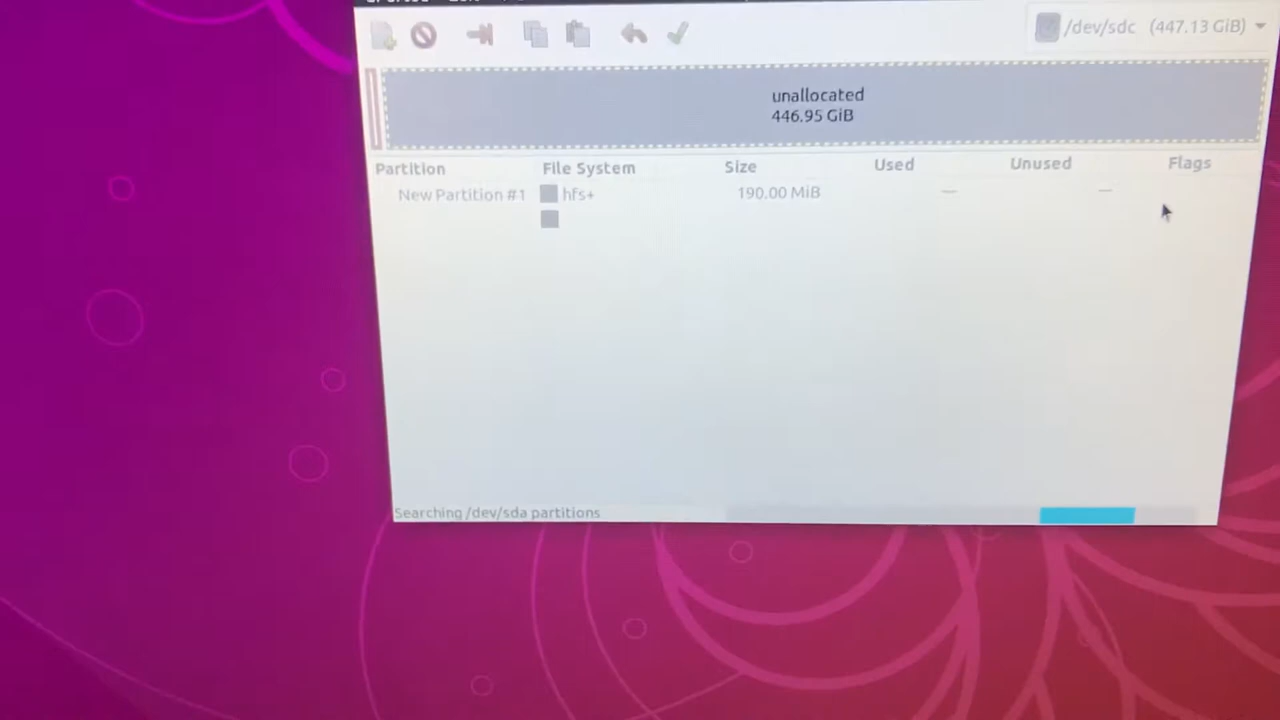 /dev/sdc (447.13 GiB)
unallocated
446.95 GiB
Partition File System Size Used Unused Flags
New Partition #1 hfs+ 190.00 MiB — —
Searching /dev/sda partitions